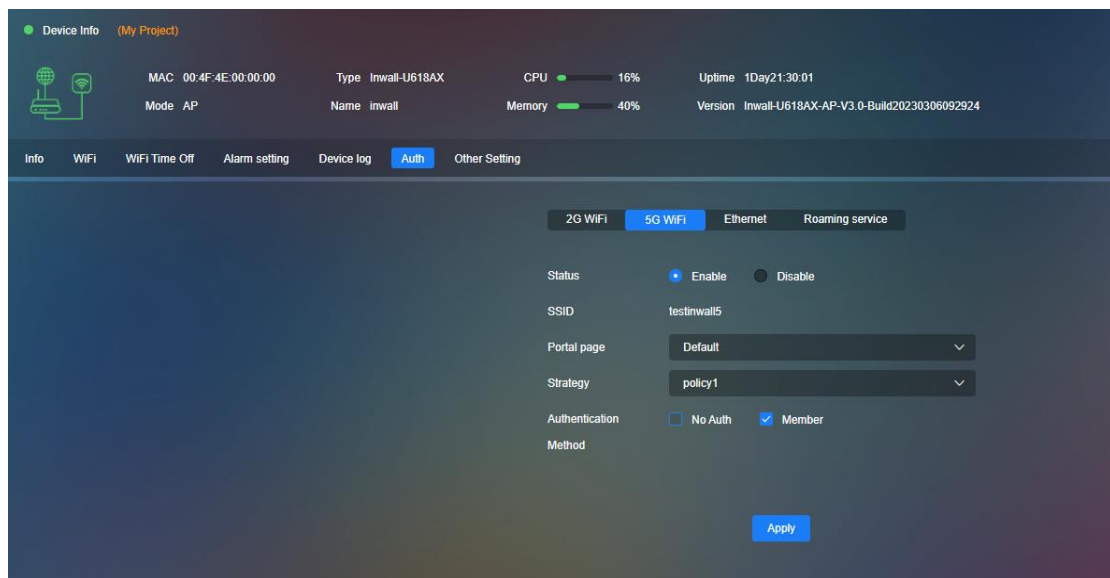 Device Info (My Project)
MAC 00:4F:4E:00:00:00 Type Inwall-U618AX CPU 16% Uptime 1Day21:30:01
Mode AP Name inwall Memory 40% Version Inwall-U618AX-AP-V3.0-Build20230306092924
Info WiFi WiFi Time Off Alarm setting Device log Auth Other Setting
2G WiFi 5G WiFi Ethernet Roaming service
Status Enable Disable
SSID testinwall5
Portal page Default
Strategy policy1
Authentication No Auth Member
Method
Apply